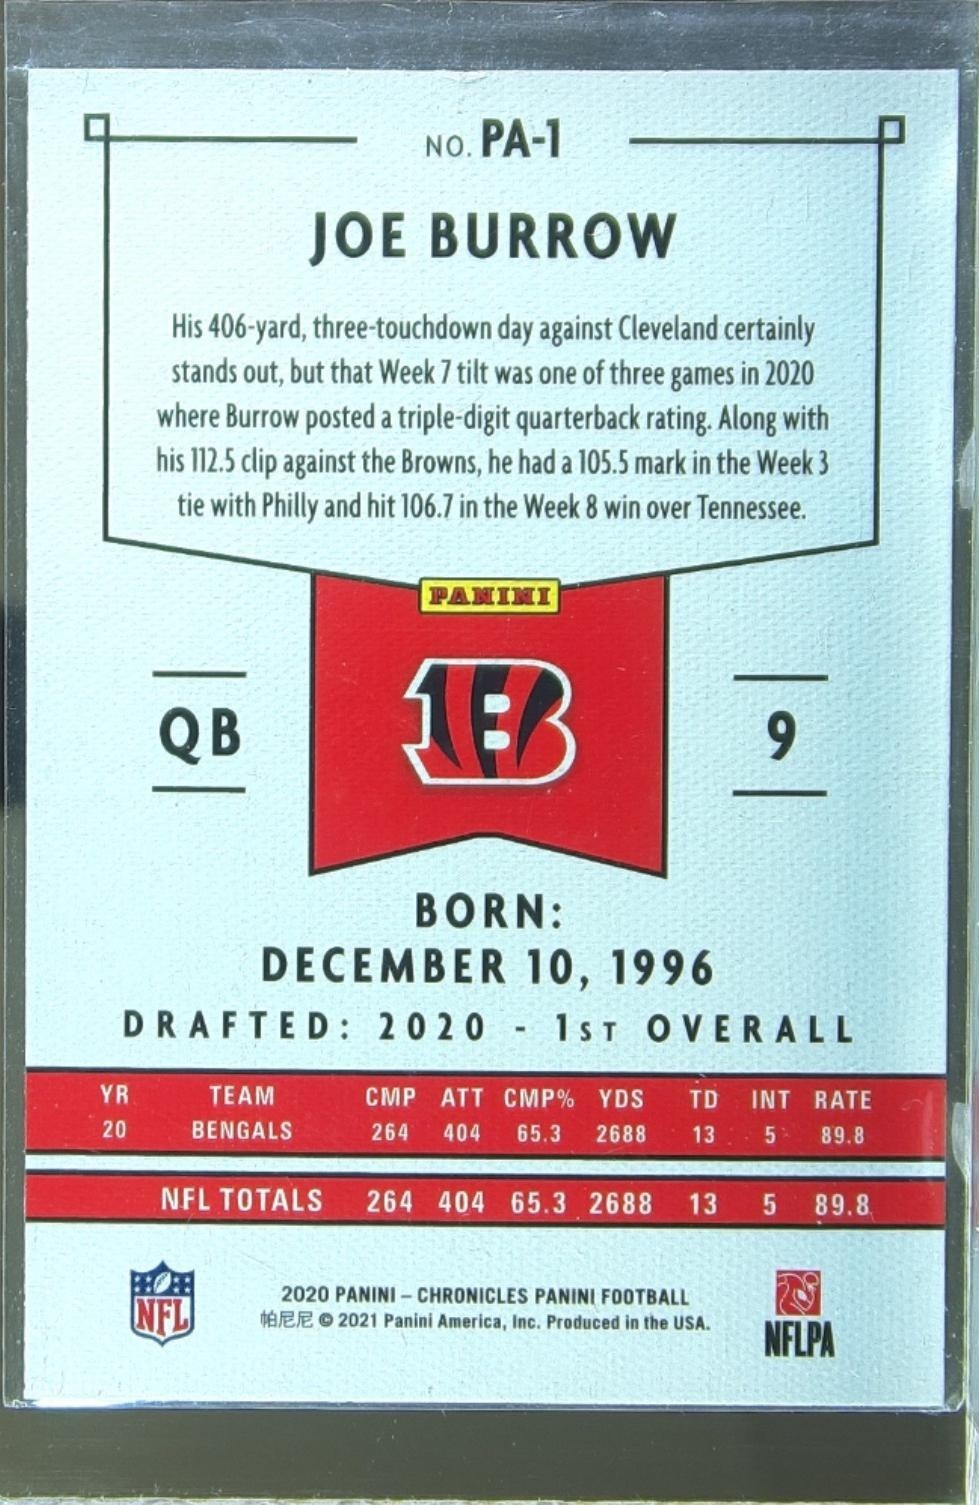 NO. PA-1
JOE BURROW
His 406-yard, three-touchdown day against Cleveland certainly
stands out, but that Week 7 tilt was one of three games in 2020
where Burrow posted a triple-digit quarterback rating. Along with
his 112.5 clip against the Browns, he had a 105.5 mark in the Week 3
tie with Philly and hit 106.7 in the Week 8 win over Tennessee.
PANINI
B
QB
9
BORN:
DECEMBER 10, 1996
DRAFTED: 2020 - 1ST OVERALL
YR TEAM CMP ATT CMP% YDS TD INT RATE
20 BENGALS 264 404 65.3 2688 13 5 89.8
NFL TOTALS 264 404 65.3 2688 13 5 89.8
NFL
2020 PANINI – CHRONICLES PANINI FOOTBALL
帕尼尼 © 2021 Panini America, Inc. Produced in the USA.
NFLPA